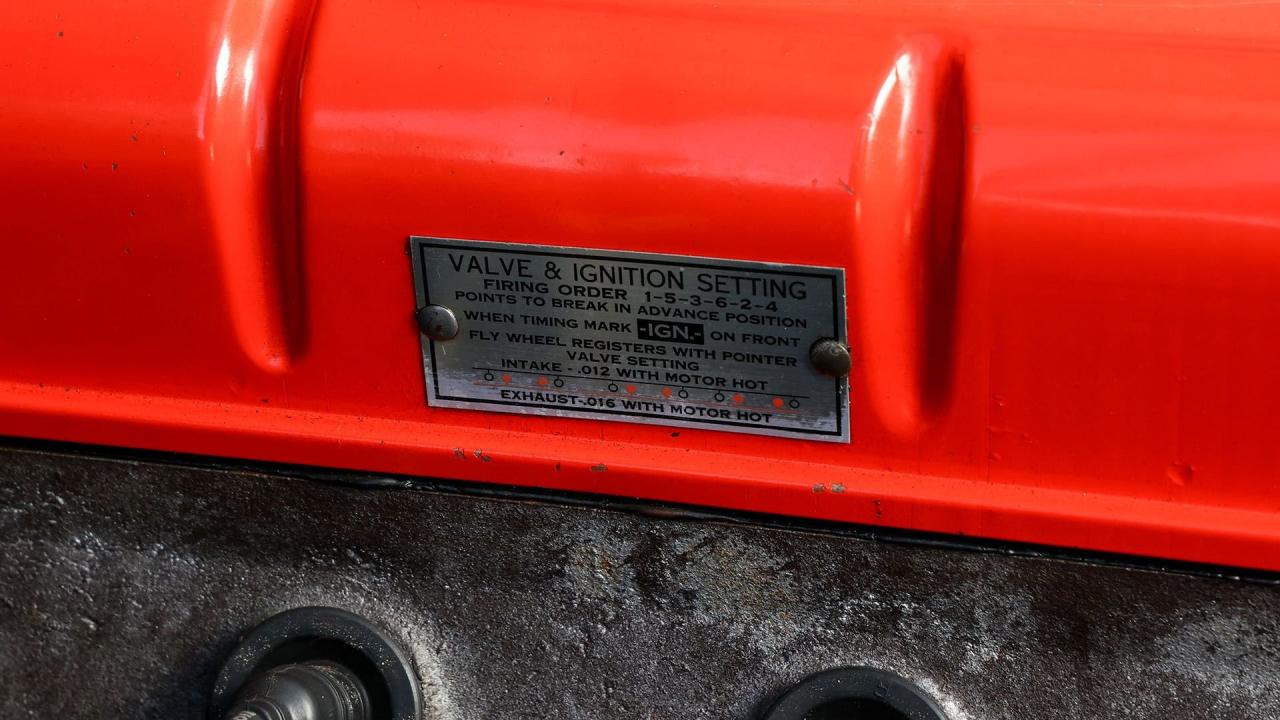 VALVE & IGNITION SETTING
FIRING ORDER 1-5-3-6-2-4
POINTS TO BREAK IN ADVANCE POSITION
WHEN TIMING MARK -IGN.- ON FRONT
FLY WHEEL REGISTERS WITH POINTER
VALVE SETTING
INTAKE - .012 WITH MOTOR HOT
EXHAUST-.016 WITH MOTOR HOT